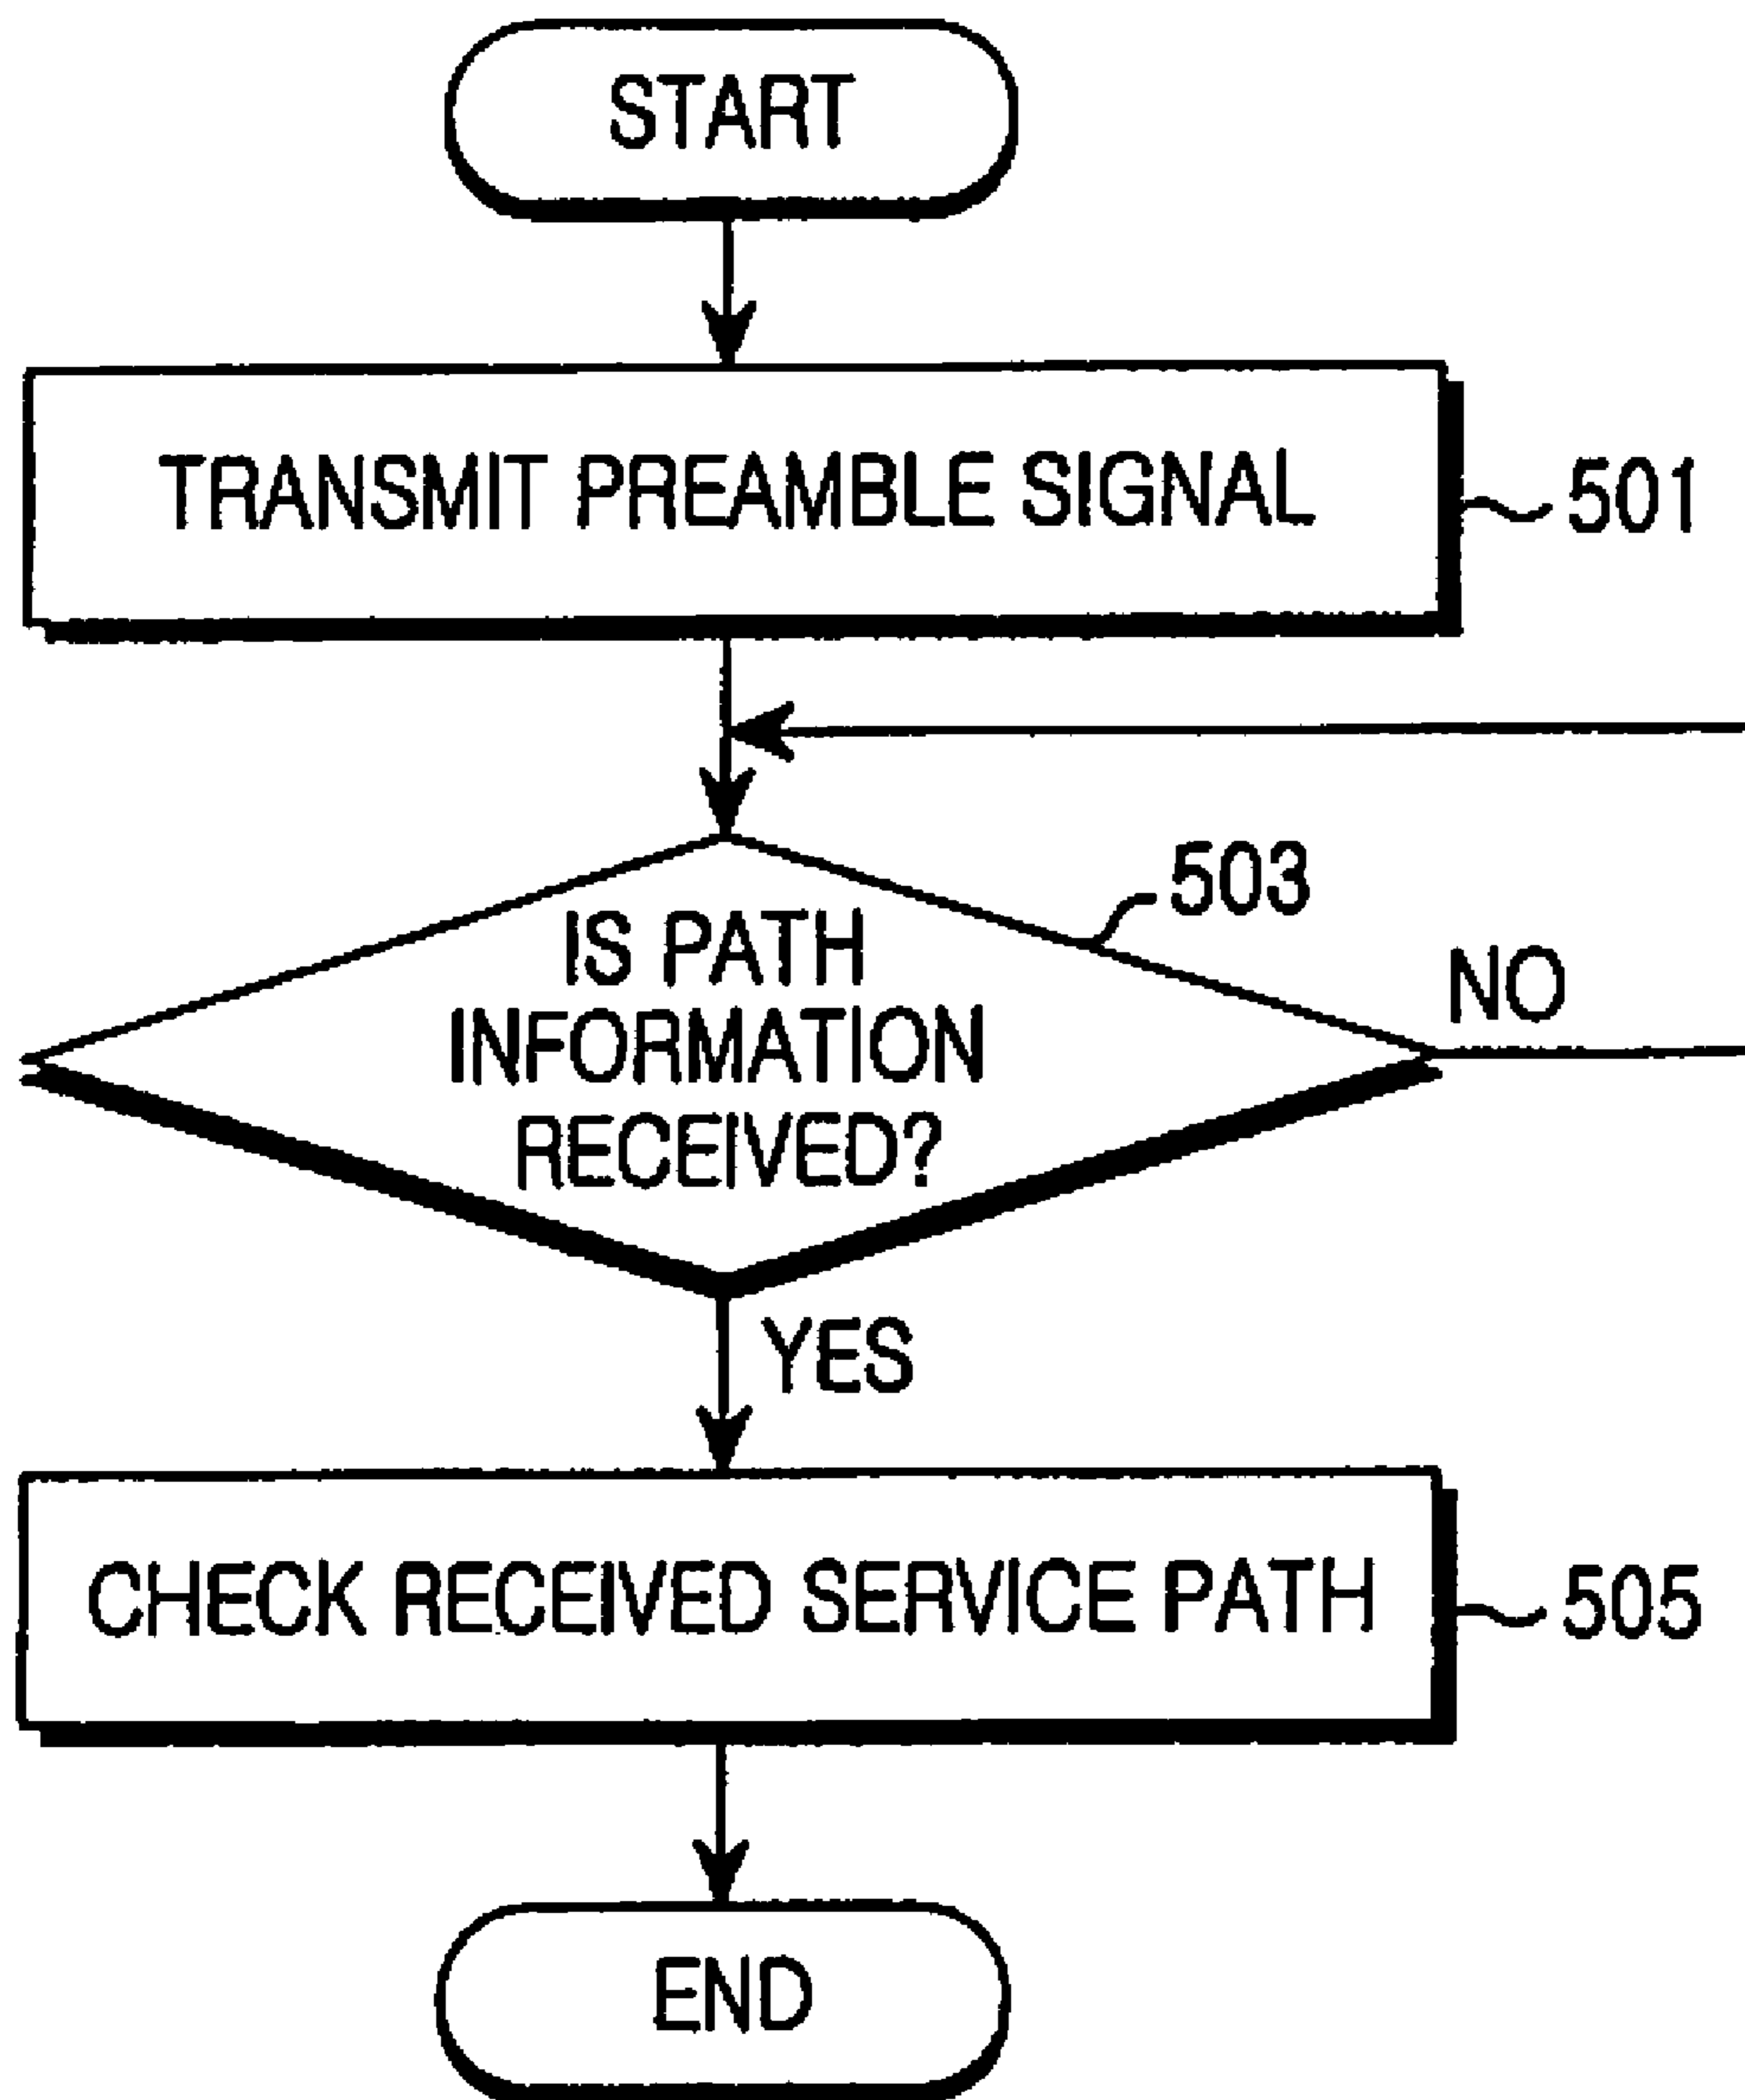 START
TRANSMIT PREAMBLE SIGNAL
501
503
IS PATH
INFORMATION
RECEIVED?
NO
YES
CHECK RECEIVED SERVICE PATH
505
END